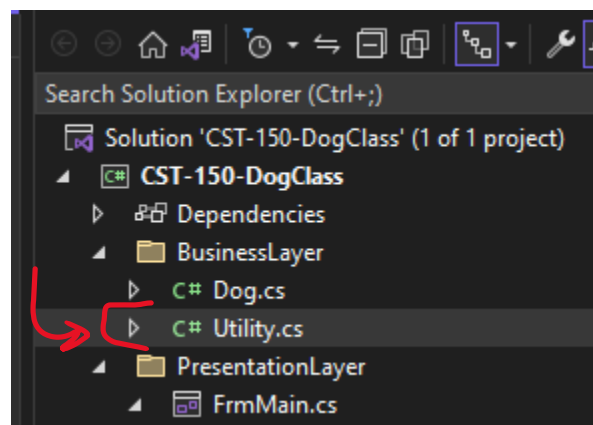 Search Solution Explorer (Ctrl+;)
Solution 'CST-150-DogClass' (1 of 1 project)
C# CST-150-DogClass
Dependencies
BusinessLayer
C# Dog.cs
C# Utility.cs
PresentationLayer
FrmMain.cs